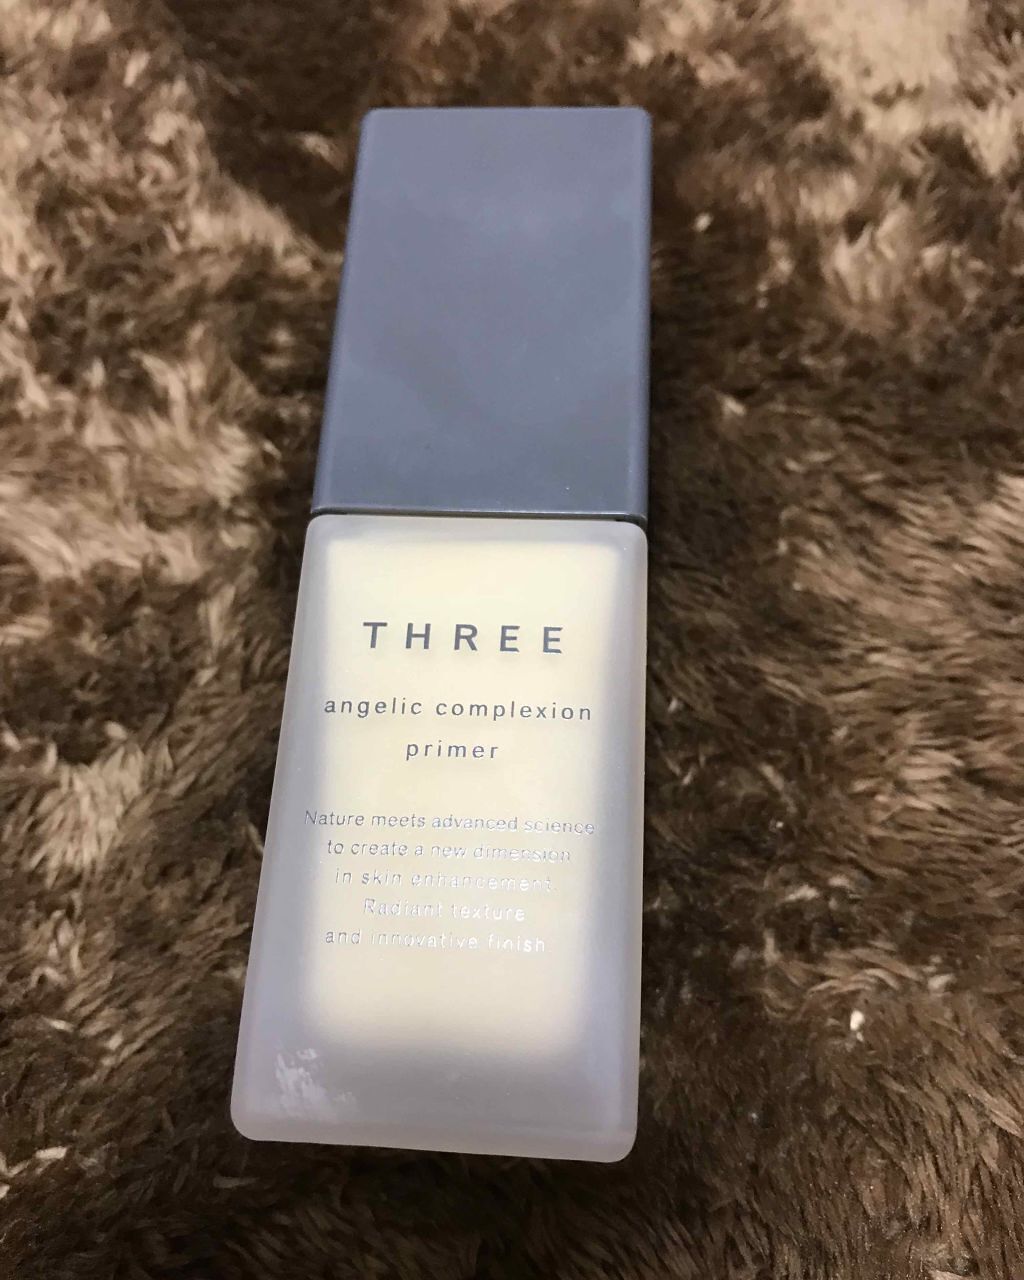 THREE
angelic complexion
primer
Nature meets advanced science
to create a new dimension
in skin enhancement.
Radiant texture
and innovative finish.